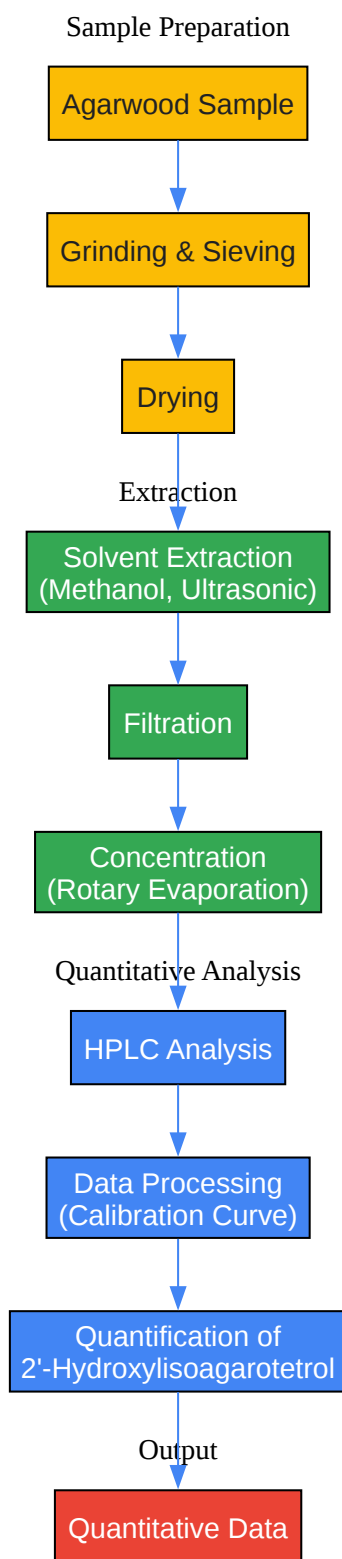 Sample Preparation
Agarwood Sample
Grinding & Sieving
Drying
Extraction
Solvent Extraction
(Methanol, Ultrasonic)
Filtration
Concentration
(Rotary Evaporation)
Quantitative Analysis
HPLC Analysis
Data Processing
(Calibration Curve)
Quantification of
2'-Hydroxylisoagarotetrol
Output
Quantitative Data